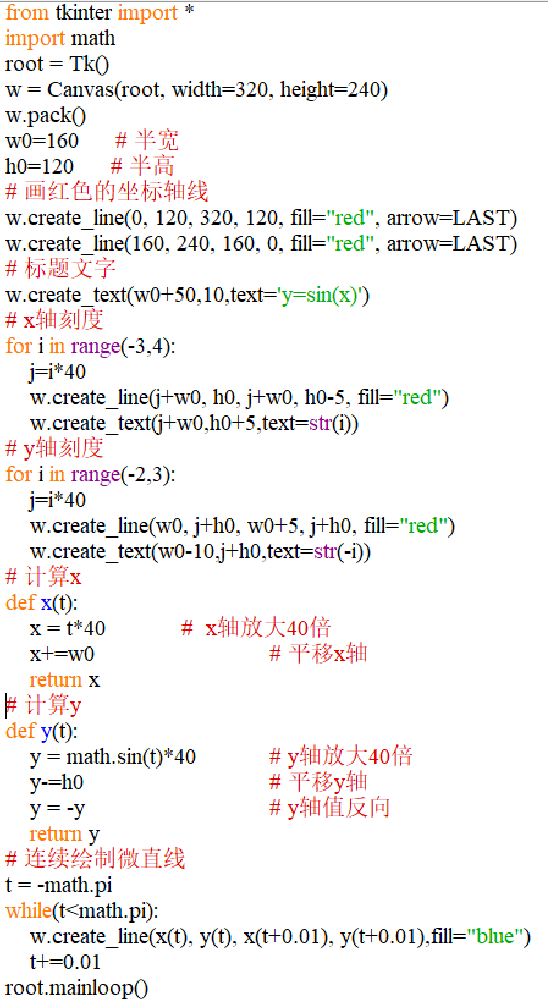 from tkinter import *
import math
root = Tk()
w = Canvas(root, width=320, height=240)
w.pack()
w0=160      # 半宽
h0=120      # 半高
# 画红色的坐标轴线
w.create_line(0, 120, 320, 120, fill="red", arrow=LAST)
w.create_line(160, 240, 160, 0, fill="red", arrow=LAST)
# 标题文字
w.create_text(w0+50,10,text='y=sin(x)')
# x轴刻度
for i in range(-3,4):
    j=i*40
    w.create_line(j+w0, h0, j+w0, h0-5, fill="red")
    w.create_text(j+w0,h0+5,text=str(i))
# y轴刻度
for i in range(-2,3):
    j=i*40
    w.create_line(w0, j+h0, w0+5, j+h0, fill="red")
    w.create_text(w0-10,j+h0,text=str(-i))
# 计算x
def x(t):
    x = t*40            #  x轴放大40倍
    x+=w0                            # 平移x轴
    return x
# 计算y
def y(t):
    y = math.sin(t)*40            # y轴放大40倍
    y-=h0                              # 平移y轴
    y = -y                              # y轴值反向
    return y
# 连续绘制微直线
t = -math.pi
while(t<math.pi):
    w.create_line(x(t), y(t), x(t+0.01), y(t+0.01),fill="blue")
    t+=0.01
root.mainloop()